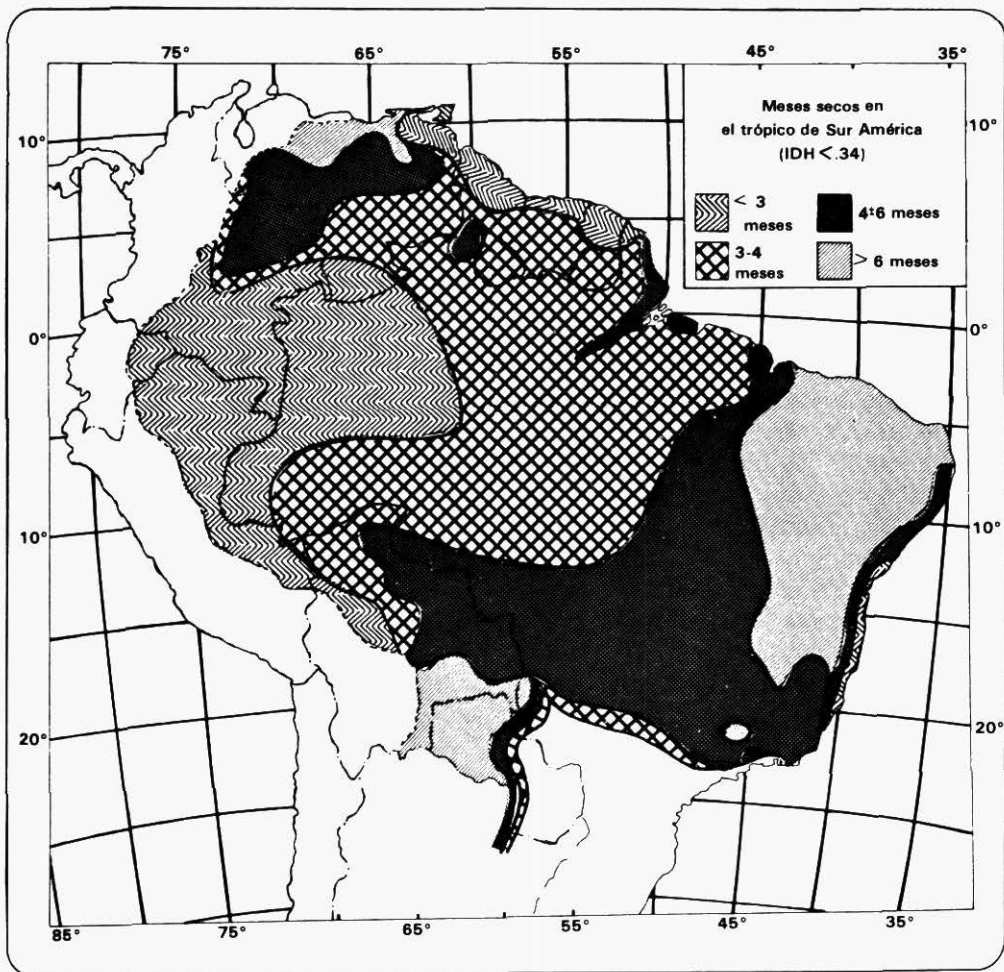 75° 65° 55° 45° 35°
Meses secos en
el trópico de Sur América
(IDH <.34)
< 3
meses
4‡6 meses
3-4
meses
> 6 meses
10° 10°
0° 0°
10° 10°
20° 20°
85° 75° 65° 55° 45° 35°